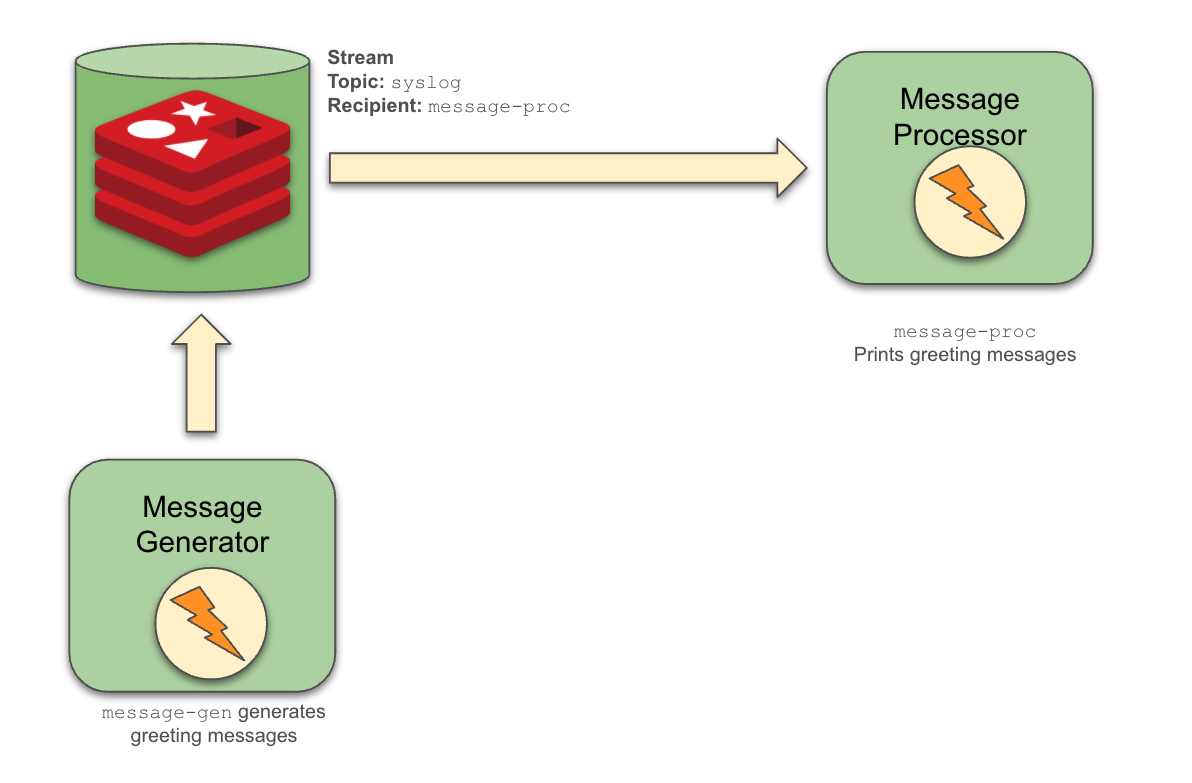 Stream
Topic: syslog
Recipient: message-proc
Message
Processor
message-proc
Prints greeting messages
Message
Generator
message-gen generates
greeting messages